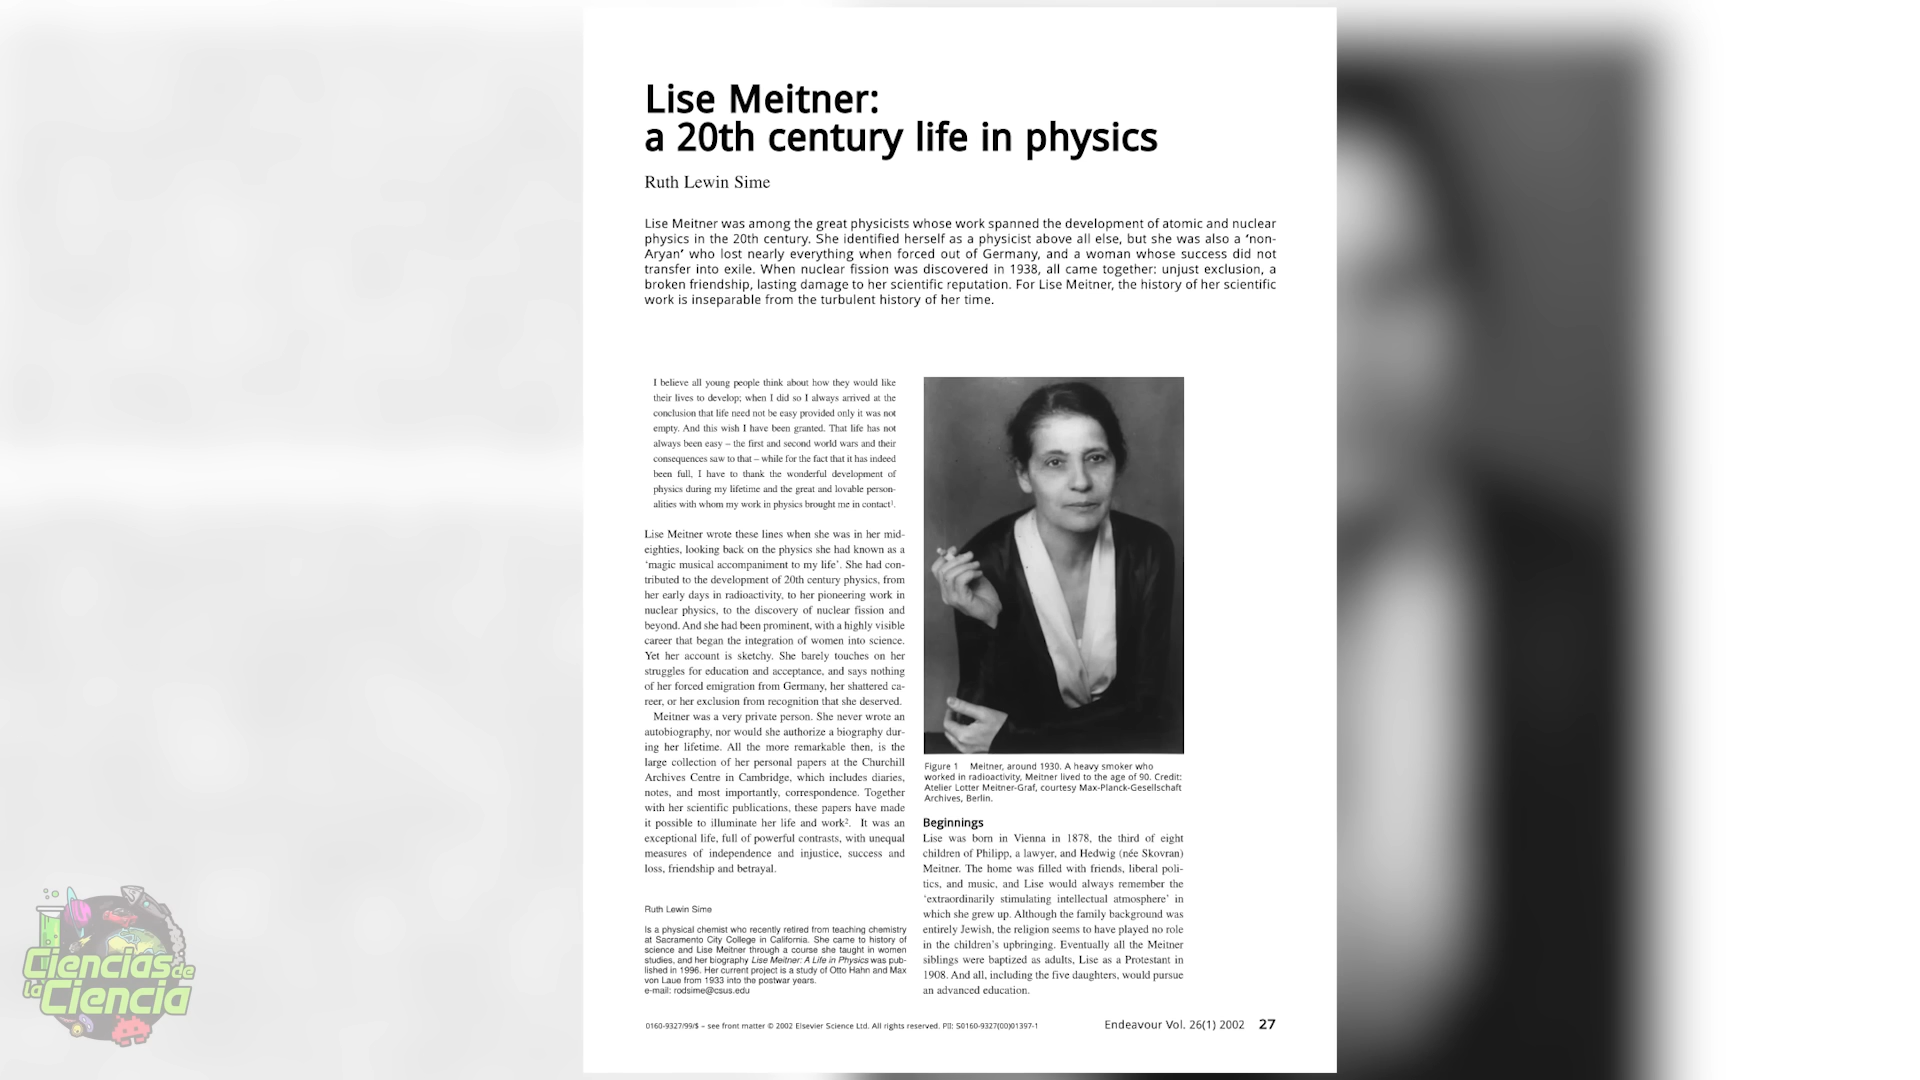 Lise Meitner:
a 20th century life in physics
Ruth Lewin Sime
Lise Meitner was among the great physicists whose work spanned the development of atomic and nuclear
physics in the 20th century. She identified herself as a physicist above all else, but she was also a ‘non-
Aryan’ who lost nearly everything when forced out of Germany, and a woman whose success did not
transfer into exile. When nuclear fission was discovered in 1938, all came together: unjust exclusion, a
broken friendship, lasting damage to her scientific reputation. For Lise Meitner, the history of her scientific
work is inseparable from the turbulent history of her time.
I believe all young people think about how they would like
their lives to develop; when I did so I always arrived at the
conclusion that life need not be easy provided only it was not
empty. And this wish I have been granted. That life has not
always been easy – the first and second world wars and their
consequences saw to that – while for the fact that it has indeed
been full, I have to thank the wonderful development of
physics during my lifetime and the great and lovable person-
alities with whom my work in physics brought me in contact¹.
Lise Meitner wrote these lines when she was in her mid-
eighties, looking back on the physics she had known as a
‘magic musical accompaniment to my life’. She had con-
tributed to the development of 20th century physics, from
her early days in radioactivity, to her pioneering work in
nuclear physics, to the discovery of nuclear fission and
beyond. And she had been prominent, with a highly visible
career that began the integration of women into science.
Yet her account is sketchy. She barely touches on her
struggles for education and acceptance, and says nothing
of her forced emigration from Germany, her shattered ca-
reer, or her exclusion from recognition that she deserved.
Meitner was a very private person. She never wrote an
autobiography, nor would she authorize a biography dur-
ing her lifetime. All the more remarkable then, is the
large collection of her personal papers at the Churchill
Archives Centre in Cambridge, which includes diaries,
notes, and most importantly, correspondence. Together
with her scientific publications, these papers have made
it possible to illuminate her life and work². It was an
exceptional life, full of powerful contrasts, with unequal
measures of independence and injustice, success and
loss, friendship and betrayal.
Ruth Lewin Sime
Is a physical chemist who recently retired from teaching chemistry
at Sacramento City College in California. She came to history of
science and Lise Meitner through a course she taught in women
studies, and her biography Lise Meitner: A Life in Physics was pub-
lished in 1996. Her current project is a study of Otto Hahn and Max
von Laue from 1933 into the postwar years.
e-mail: rodsime@csus.edu
Figure 1 Meitner, around 1930. A heavy smoker who
worked in radioactivity, Meitner lived to the age of 90. Credit:
Atelier Lotter Meitner-Graf, courtesy Max-Planck-Gesellschaft
Archives, Berlin.
Beginnings
Lise was born in Vienna in 1878, the third of eight
children of Philipp, a lawyer, and Hedwig (née Skovran)
Meitner. The home was filled with friends, liberal poli-
tics, and music, and Lise would always remember the
‘extraordinarily stimulating intellectual atmosphere’ in
which she grew up. Although the family background was
entirely Jewish, the religion seems to have played no role
in the children’s upbringing. Eventually all the Meitner
siblings were baptized as adults, Lise as a Protestant in
1908. And all, including the five daughters, would pursue
an advanced education.
0160-9327/99/$ – see front matter © 2002 Elsevier Science Ltd. All rights reserved. PII: S0160-9327(00)01397-1
Endeavour Vol. 26(1) 2002 27
Ciencias de
la Ciencia